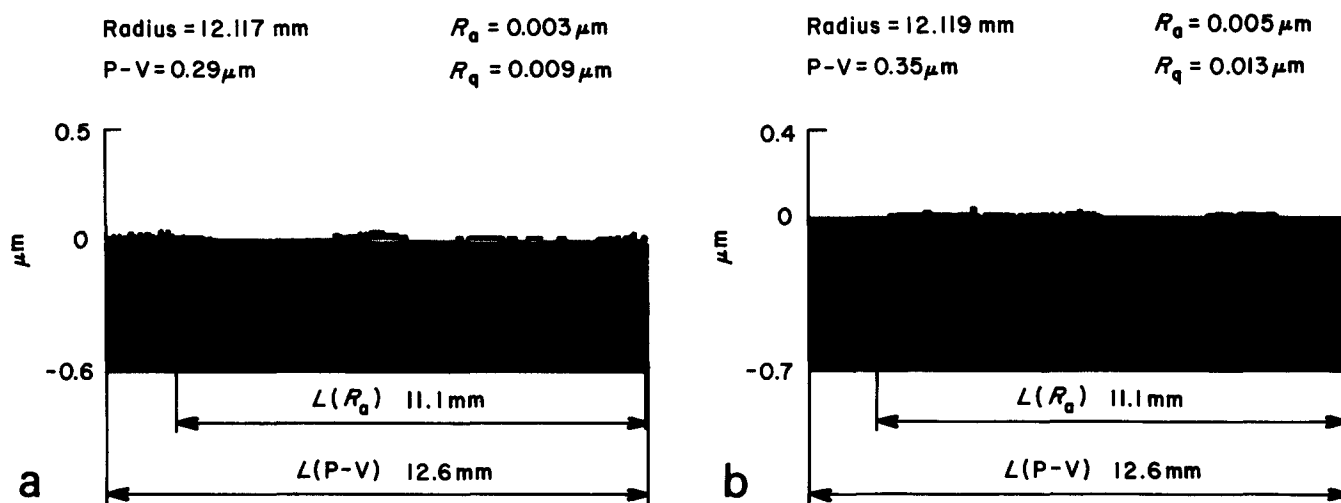 Radius = 12.117 mm
Rₐ = 0.003 μm
P-V = 0.29 μm
R_q = 0.009 μm
0.5
0
μm
-0.6
L(Rₐ) 11.1 mm
L(P-V) 12.6 mm
a
Radius = 12.119 mm
Rₐ = 0.005 μm
P-V = 0.35 μm
R_q = 0.013 μm
0.4
0
μm
-0.7
L(Rₐ) 11.1 mm
L(P-V) 12.6 mm
b